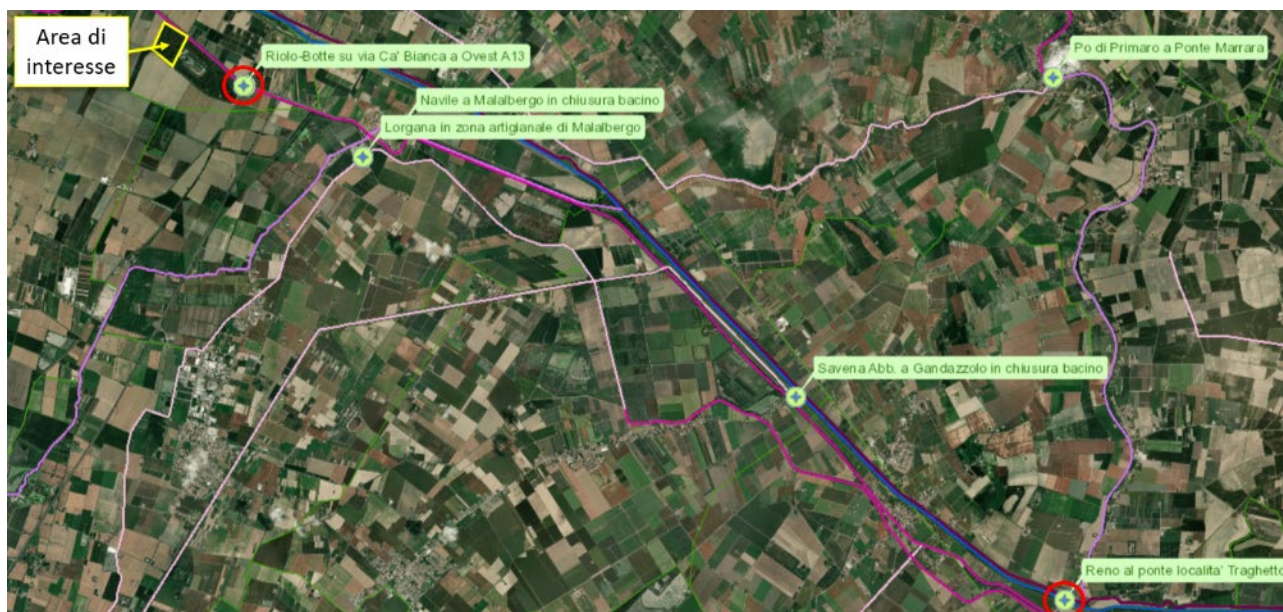 Area di
interesse
Riolo-Botte su via Ca' Bianca a Ovest A13
Po di Primaro a Ponte Marrara
Navile a Malalbergo in chiusura bacino
Lorgana in zona artigianale di Malalbergo
Savena Abb. a Gandazzolo in chiusura bacino
Reno al ponte localita' Traghetto